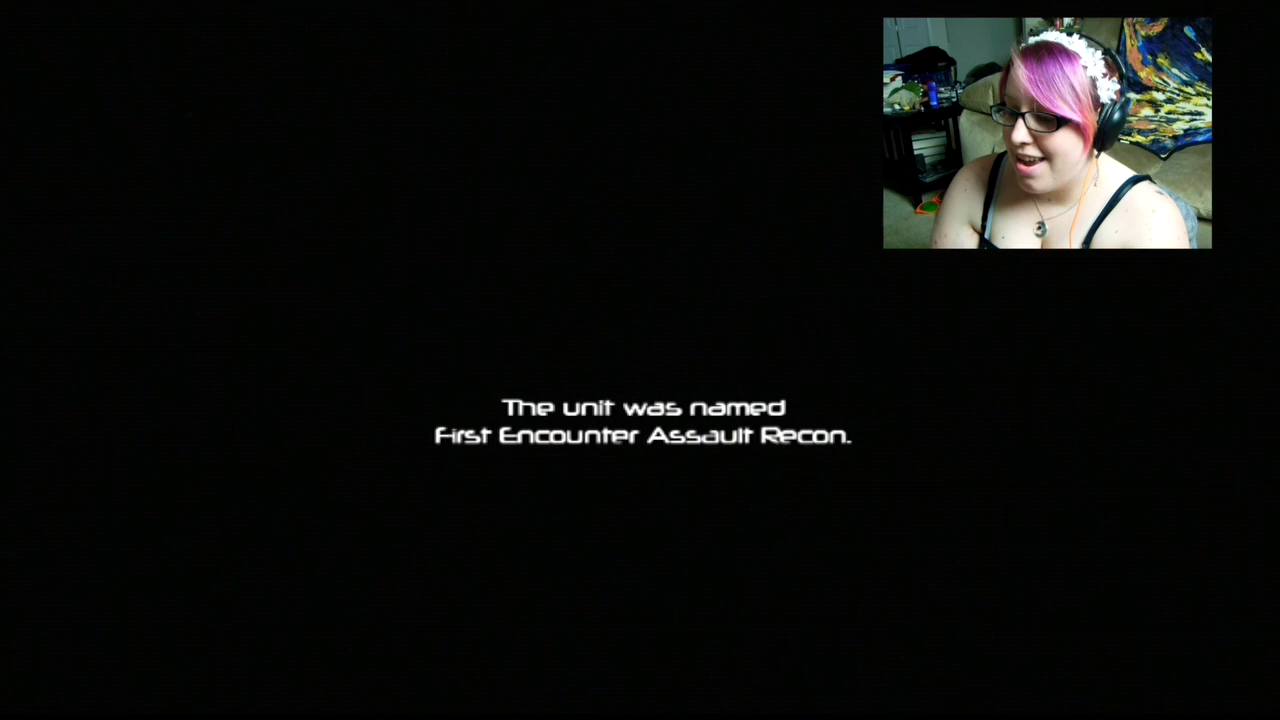 The unit was named
First Encounter Assault Recon.